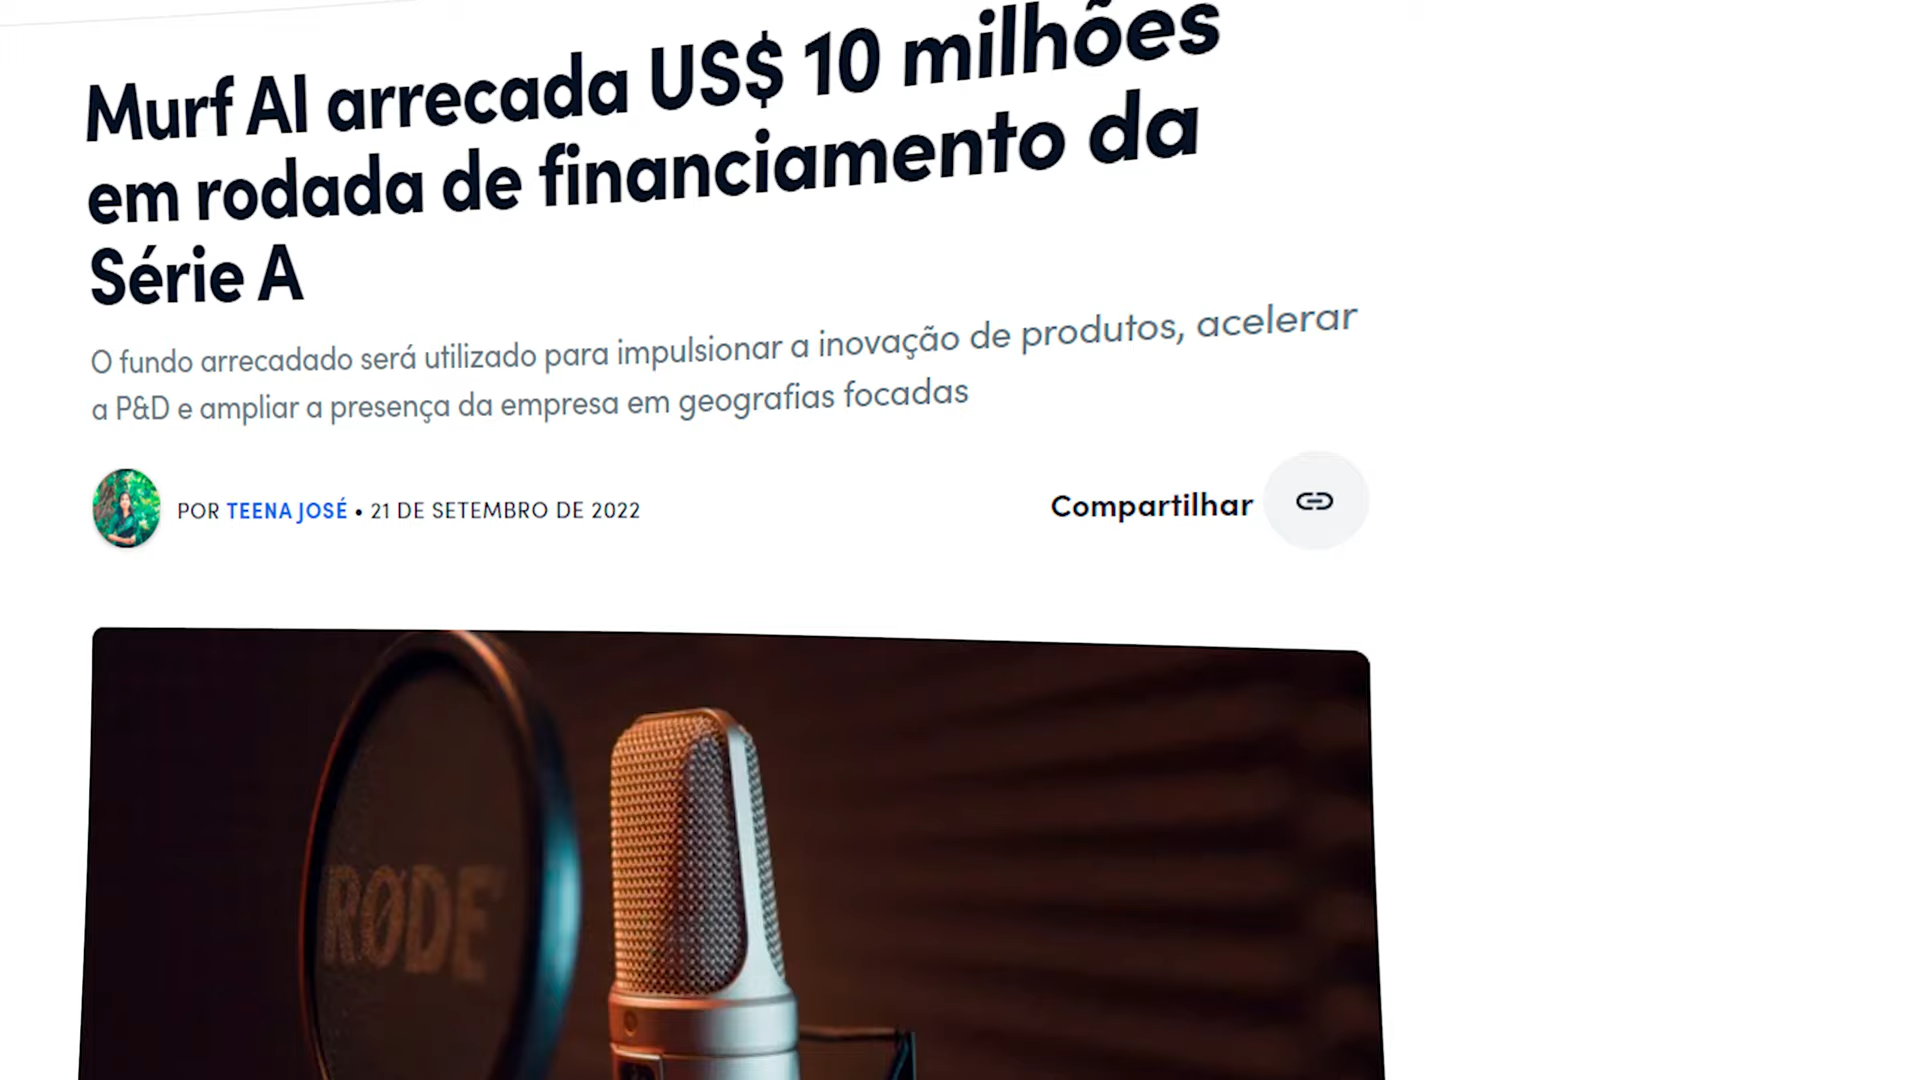 Murf AI arrecada US$ 10 milhões
em rodada de financiamento da
Série A
O fundo arrecadado será utilizado para impulsionar a inovação de produtos, acelerar
a P&D e ampliar a presença da empresa em geografias focadas
POR TEENA JOSÉ • 21 DE SETEMBRO DE 2022
Compartilhar
RØDE